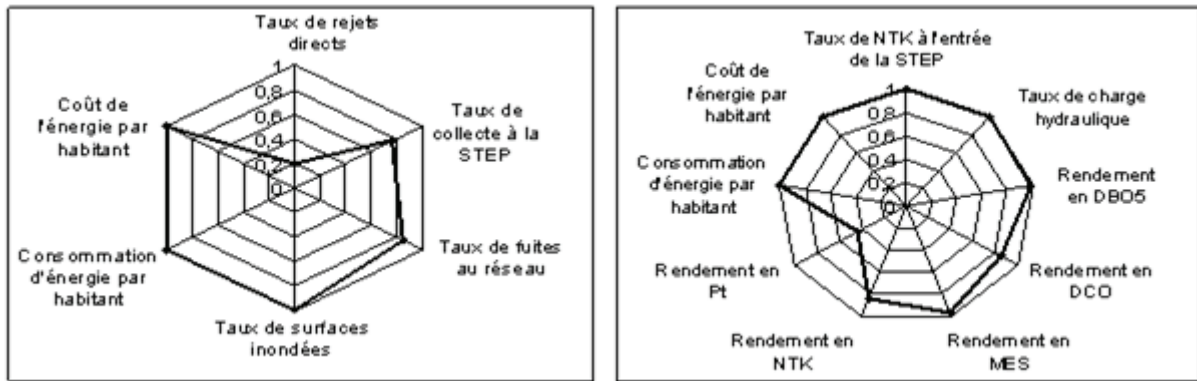 Taux de rejets
directs
1
0,8
0,6
0,4
0,2
0
Coût de
l'énergie par
habitant
Taux de
collecte à la
STEP
Consommation
d'énergie par
habitant
Taux de fuites
au réseau
Taux de surfaces
inondées
Taux de NTK à l'entrée
de la STEP
1
0,8
0,6
0,4
0,2
0
Coût de
l'énergie par
habitant
Taux de charge
hydraulique
Consommation
d'énergie par
habitant
Rendement
en DBO5
Rendement en
Pt
Rendement en
DCO
Rendement en
NTK
Rendement en
MES